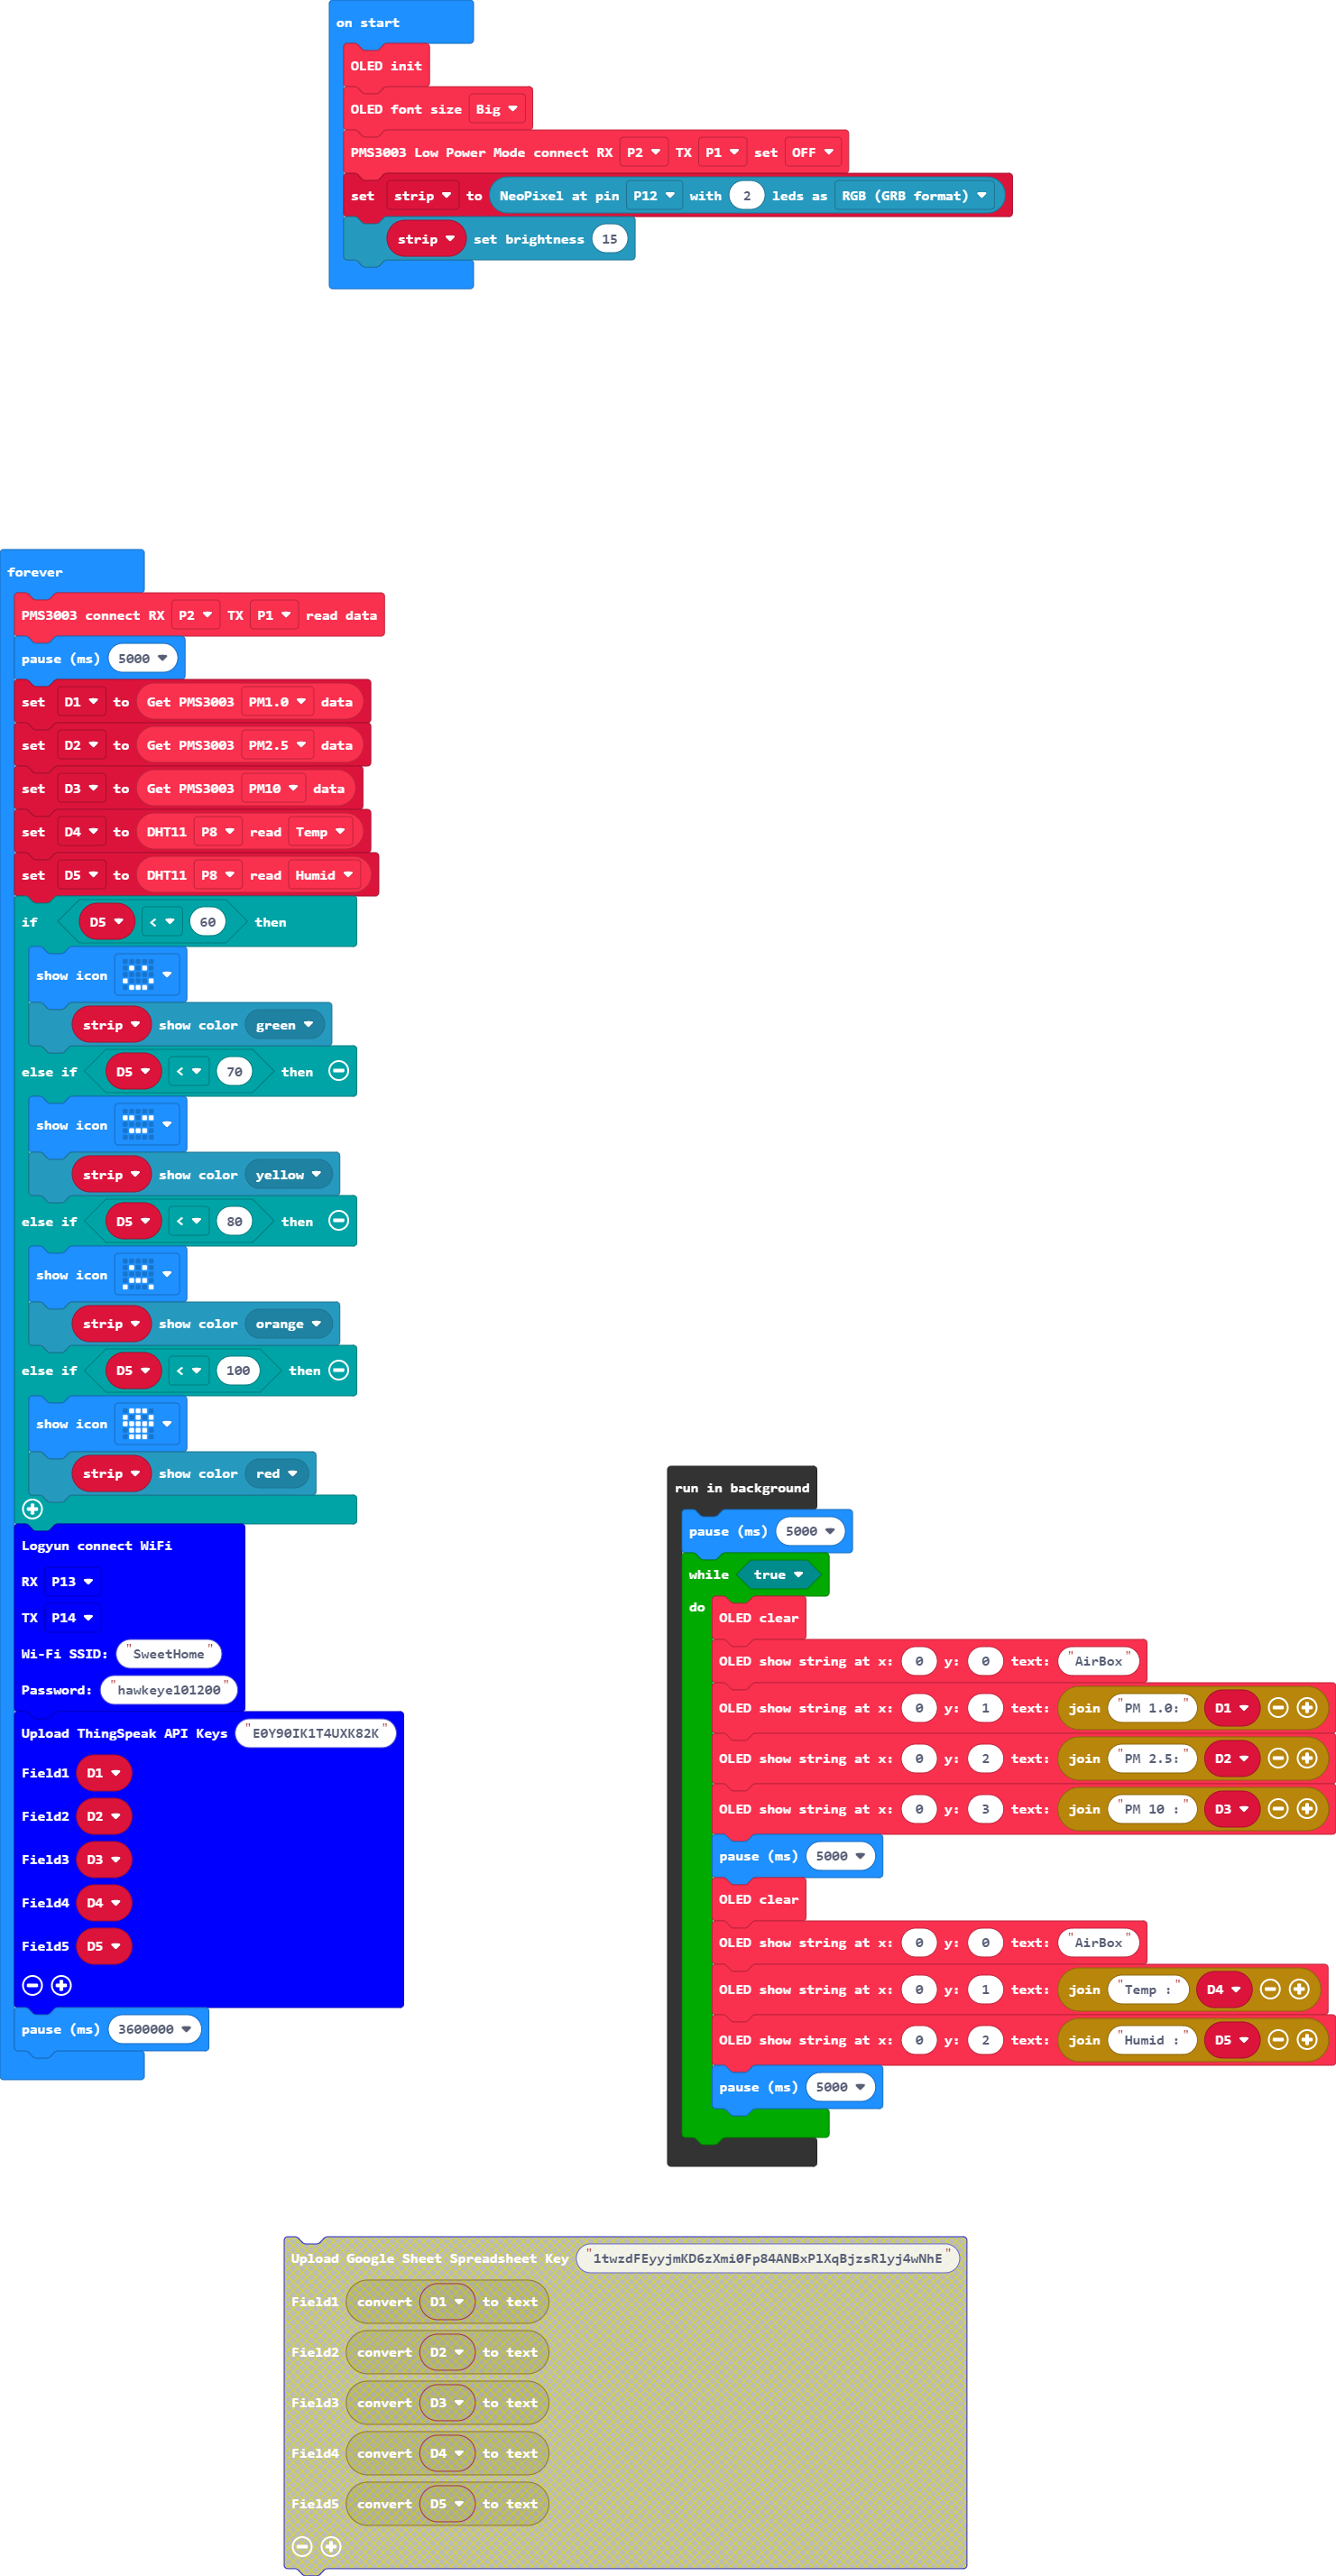 on start
OLED init
OLED font size Big
PMS3003 Low Power Mode connect RX P2 TX P1 set OFF
set strip to NeoPixel at pin P12 with 2 leds as RGB (GRB format)
strip set brightness 15
forever
PMS3003 connect RX P2 TX P1 read data
pause (ms) 5000
set D1 to Get PMS3003 PM1.0 data
set D2 to Get PMS3003 PM2.5 data
set D3 to Get PMS3003 PM10 data
set D4 to DHT11 P8 read Temp
set D5 to DHT11 P8 read Humid
if D5 < 60 then
show icon
strip show color green
else if D5 < 70 then
show icon
strip show color yellow
else if D5 < 80 then
show icon
strip show color orange
else if D5 < 100 then
show icon
strip show color red
Logyun connect WiFi
RX P13
TX P14
Wi-Fi SSID: "SweetHome"
Password: "hawkeye101200"
Upload ThingSpeak API Keys "E0Y90IK1T4UXK82K"
Field1 D1
Field2 D2
Field3 D3
Field4 D4
Field5 D5
pause (ms) 3600000
run in background
pause (ms) 5000
while true
do
OLED clear
OLED show string at x: 0 y: 0 text: "AirBox"
OLED show string at x: 0 y: 1 text: join "PM 1.0:" D1
OLED show string at x: 0 y: 2 text: join "PM 2.5:" D2
OLED show string at x: 0 y: 3 text: join "PM 10 :" D3
pause (ms) 5000
OLED clear
OLED show string at x: 0 y: 0 text: "AirBox"
OLED show string at x: 0 y: 1 text: join "Temp :" D4
OLED show string at x: 0 y: 2 text: join "Humid :" D5
pause (ms) 5000
Upload Google Sheet Spreadsheet Key "1twzdFEyyjmKD6zXmi0Fp84ANBxPlXqBjzsRlyj4wNhE"
Field1 convert D1 to text
Field2 convert D2 to text
Field3 convert D3 to text
Field4 convert D4 to text
Field5 convert D5 to text